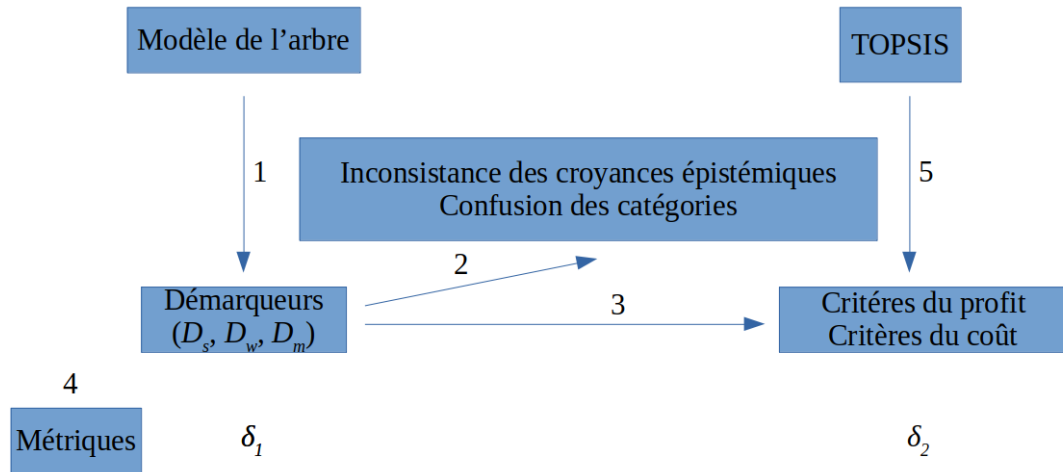 Modèle de l’arbre
TOPSIS
1
Inconsistance des croyances épistémiques
Confusion des catégories
5
2
Démarqueurs
(Ds, Dw, Dm)
3
Critéres du profit
Critères du coût
4
Métriques
δ1
δ2